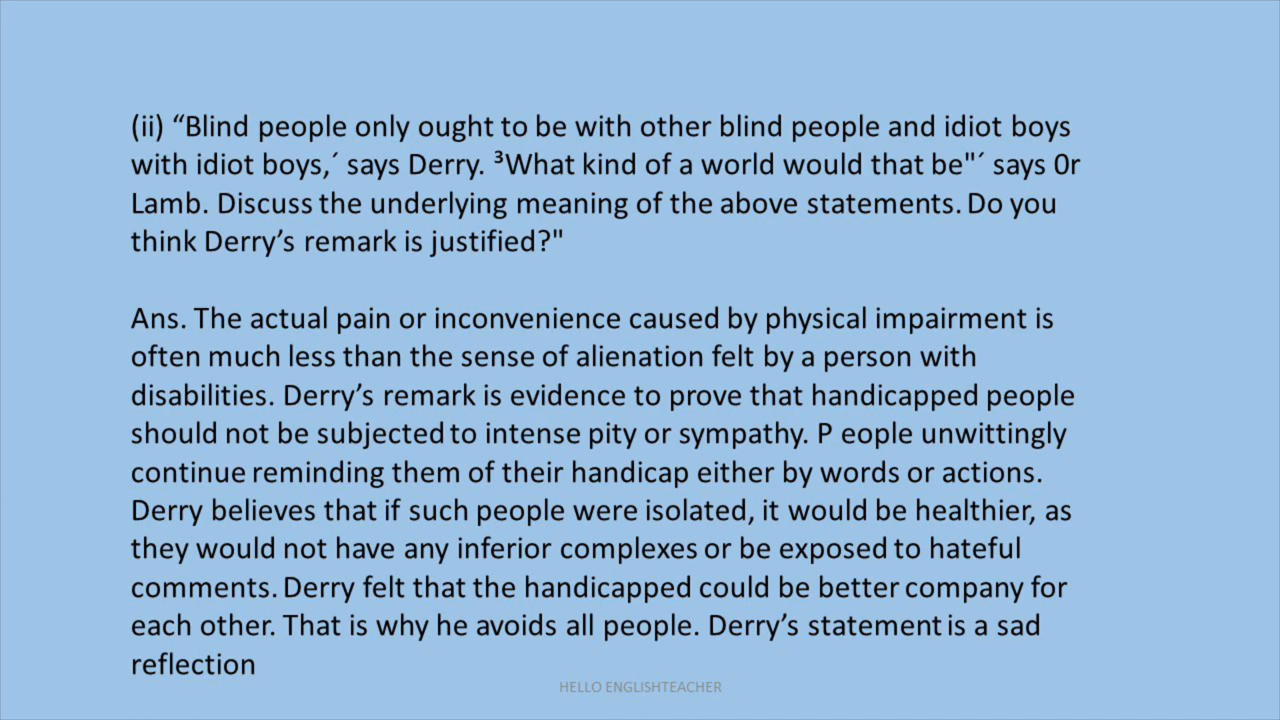 (ii) “Blind people only ought to be with other blind people and idiot boys
with idiot boys,´ says Derry. ³What kind of a world would that be"´ says 0r
Lamb. Discuss the underlying meaning of the above statements. Do you
think Derry’s remark is justified?"
Ans. The actual pain or inconvenience caused by physical impairment is
often much less than the sense of alienation felt by a person with
disabilities. Derry’s remark is evidence to prove that handicapped people
should not be subjected to intense pity or sympathy. P eople unwittingly
continue reminding them of their handicap either by words or actions.
Derry believes that if such people were isolated, it would be healthier, as
they would not have any inferior complexes or be exposed to hateful
comments. Derry felt that the handicapped could be better company for
each other. That is why he avoids all people. Derry’s statement is a sad
reflection
HELLO ENGLISHTEACHER